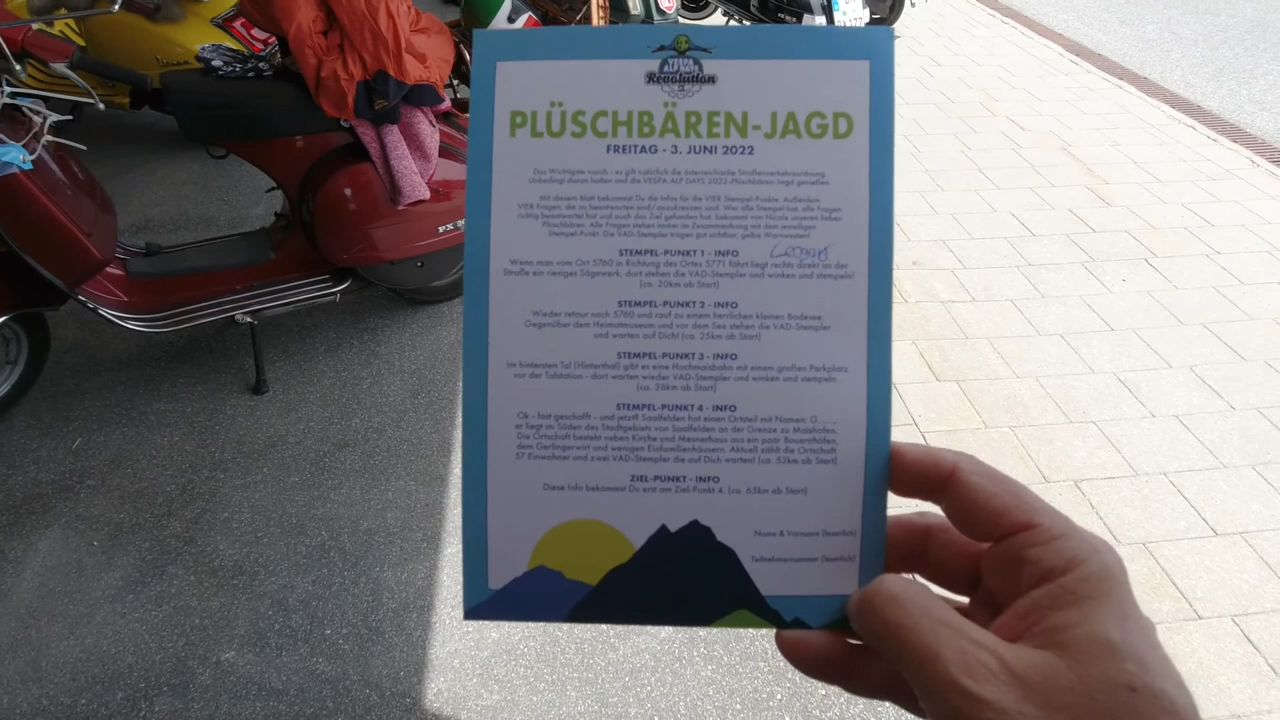 VESPA
ALP DAYS
Revolution
PLÜSCHBÄREN-JAGD
FREITAG - 3. JUNI 2022
Das Wichtigste vorab - es gilt natürlich die österreichische Straßenverkehrsordnung.
Unbedingt daran halten und die VESPA ALP DAYS 2022-Plüschbären-Jagd genießen.
Mit diesem Blatt bekommst Du die Infos für die VIER Stempel-Punkte. Außerdem
VIER Fragen, die zu beantworten sind/anzukreuzen sind. Wer alle Stempel hat, alle Fragen
richtig beantwortet hat und auch das Ziel gefunden hat, bekommt von Nicole unseren lieben
Plüschbären. Alle Fragen stehen immer im Zusammenhang mit dem jeweiligen
Stempel-Punkt. Die VAD-Stempler tragen gut sichtbar, gelbe Warnwesten!
STEMPEL-PUNKT 1 - INFO
Wenn man vom Ort 5760 in Richtung des Ortes 5771 fährt liegt rechts direkt an der
Straße ein riesiges Sägewerk, dort stehen die VAD-Stempler und winken und stempeln!
(ca. 20km ab Start)
STEMPEL-PUNKT 2 - INFO
Wieder retour nach 5760 und rauf zu einem herrlichen kleinen Badesee.
Gegenüber dem Heimatmuseum und vor dem See stehen die VAD-Stempler
und warten auf Dich! (ca. 25km ab Start)
STEMPEL-PUNKT 3 - INFO
Im hintersten Tal (Hinterthal) gibt es eine Hochmaisbahn mit einem großen Parkplatz
vor der Talstation - dort warten wieder VAD-Stempler und winken und stempeln
(ca. 38km ab Start)
STEMPEL-PUNKT 4 - INFO
Ok - fast geschafft - und jetzt? Saalfelden hat einen Ortsteil mit Namen: G.....
er liegt im Süden des Stadtgebiets von Saalfelden an der Grenze zu Maishofen.
Die Ortschaft besteht neben Kirche und Mesnerhaus aus ein paar Bauernhöfen,
dem Gerlingerwirt und wenigen Einfamilienhäusern. Aktuell zählt die Ortschaft
57 Einwohner und zwei VAD-Stempler die auf Dich warten! (ca. 53km ab Start)
ZIEL-PUNKT - INFO
Diese Info bekommst Du erst am Ziel-Punkt 4. (ca. 65km ab Start)
Name & Vorname (leserlich)
Teilnehmernummer (leserlich)
Vespa
PX